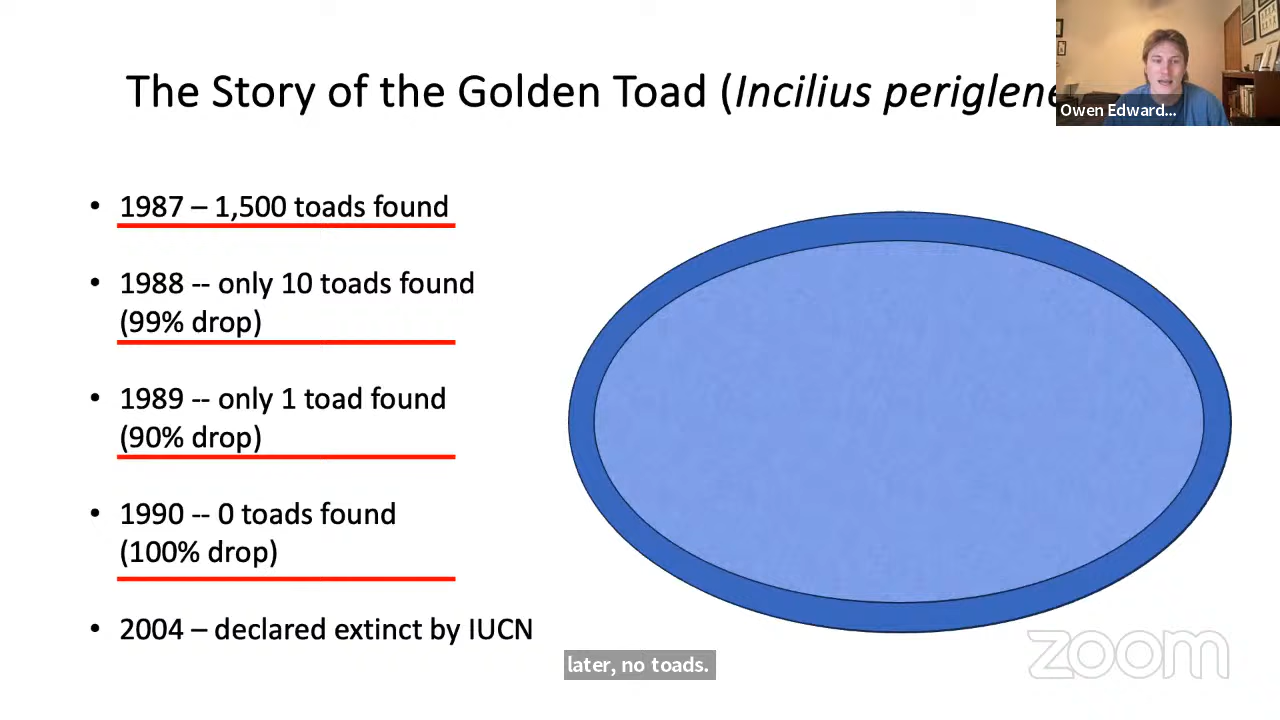 The Story of the Golden Toad (Incilius periglene
Owen Edward...
• 1987 – 1,500 toads found
• 1988 -- only 10 toads found
(99% drop)
• 1989 -- only 1 toad found
(90% drop)
• 1990 -- 0 toads found
(100% drop)
• 2004 – declared extinct by IUCN
later, no toads.
zoom